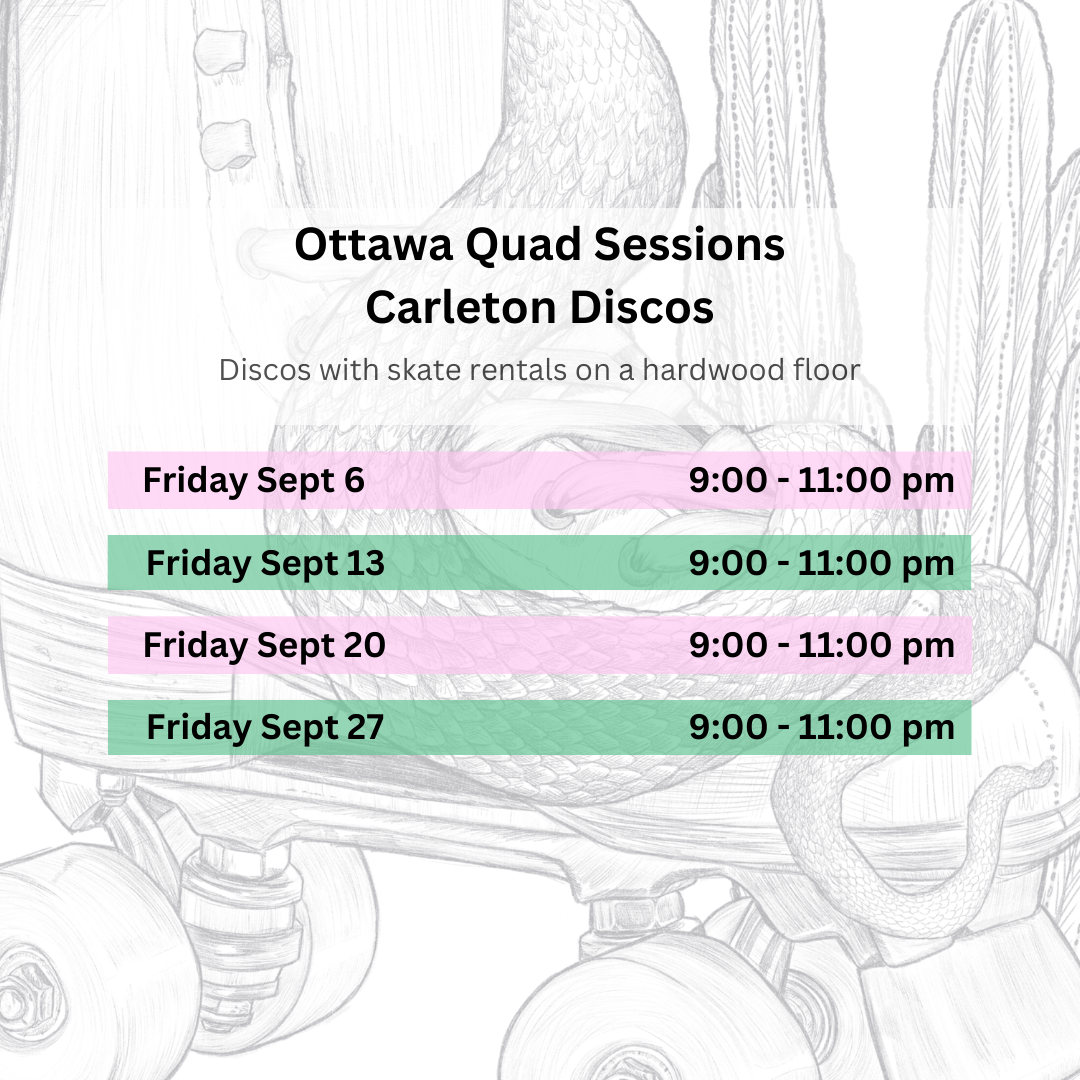 Ottawa Quad Sessions
Carleton Discos
Discos with skate rentals on a hardwood floor
Friday Sept 6 9:00 - 11:00 pm
Friday Sept 13 9:00 - 11:00 pm
Friday Sept 20 9:00 - 11:00 pm
Friday Sept 27 9:00 - 11:00 pm